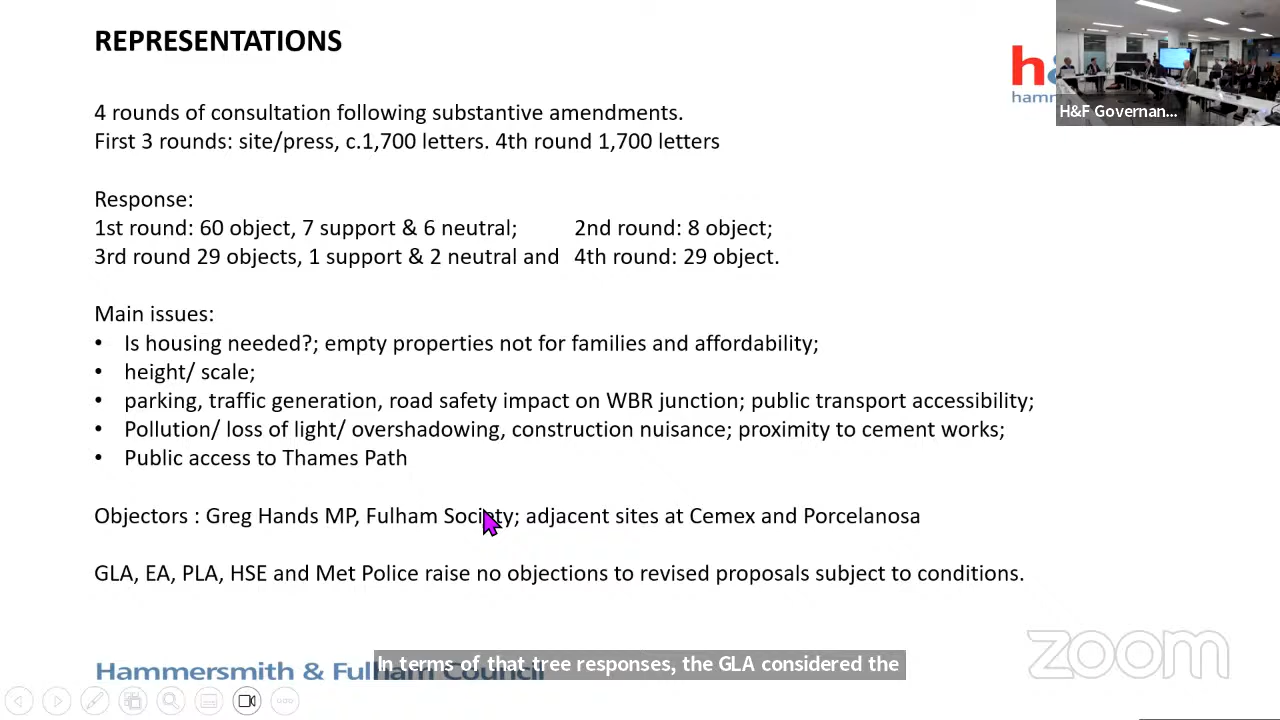 REPRESENTATIONS
h&
hamm
H&F Governan...
4 rounds of consultation following substantive amendments.
First 3 rounds: site/press, c.1,700 letters. 4th round 1,700 letters
Response:
1st round: 60 object, 7 support & 6 neutral; 2nd round: 8 object;
3rd round 29 objects, 1 support & 2 neutral and 4th round: 29 object.
Main issues:
• Is housing needed?; empty properties not for families and affordability;
• height/ scale;
• parking, traffic generation, road safety impact on WBR junction; public transport accessibility;
• Pollution/ loss of light/ overshadowing, construction nuisance; proximity to cement works;
• Public access to Thames Path
Objectors : Greg Hands MP, Fulham Society; adjacent sites at Cemex and Porcelanosa
GLA, EA, PLA, HSE and Met Police raise no objections to revised proposals subject to conditions.
zoom
Hammersmith & Fulham Council
In terms of that tree responses, the GLA considered the